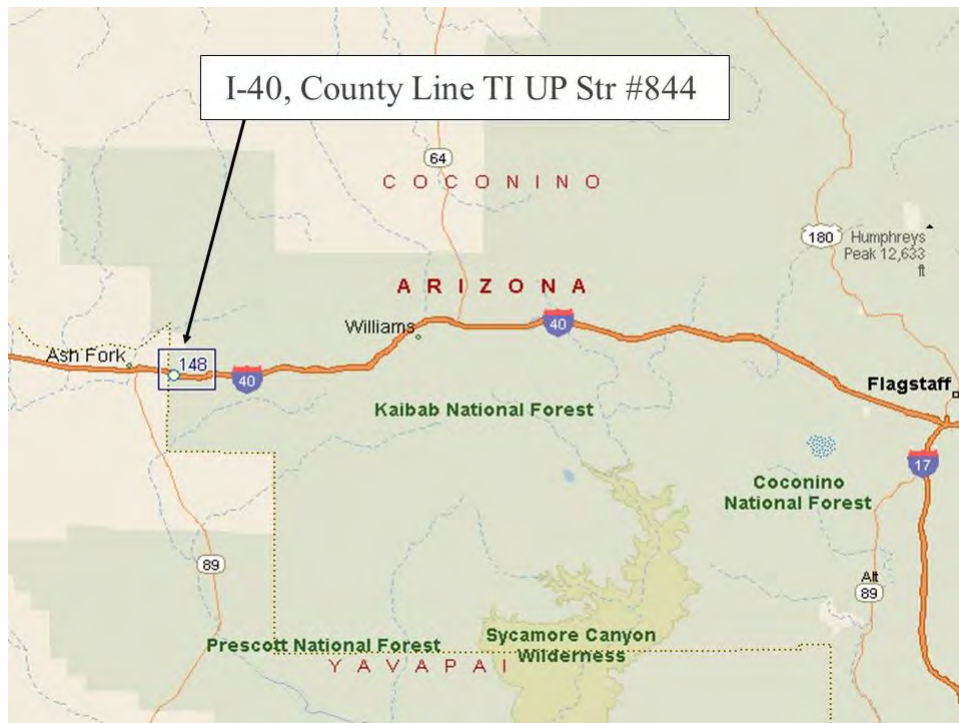 I-40, County Line TI UP Str #844
64
C O C O N I N O
180
Humphreys
Peak 12,633
ft
A R I Z O N A
Williams
40
Ash Fork
148
40
Flagstaff
Kaibab National Forest
17
Coconino
National Forest
89
Alt
89
Prescott National Forest
Sycamore Canyon
Wilderness
Y A V A P A I